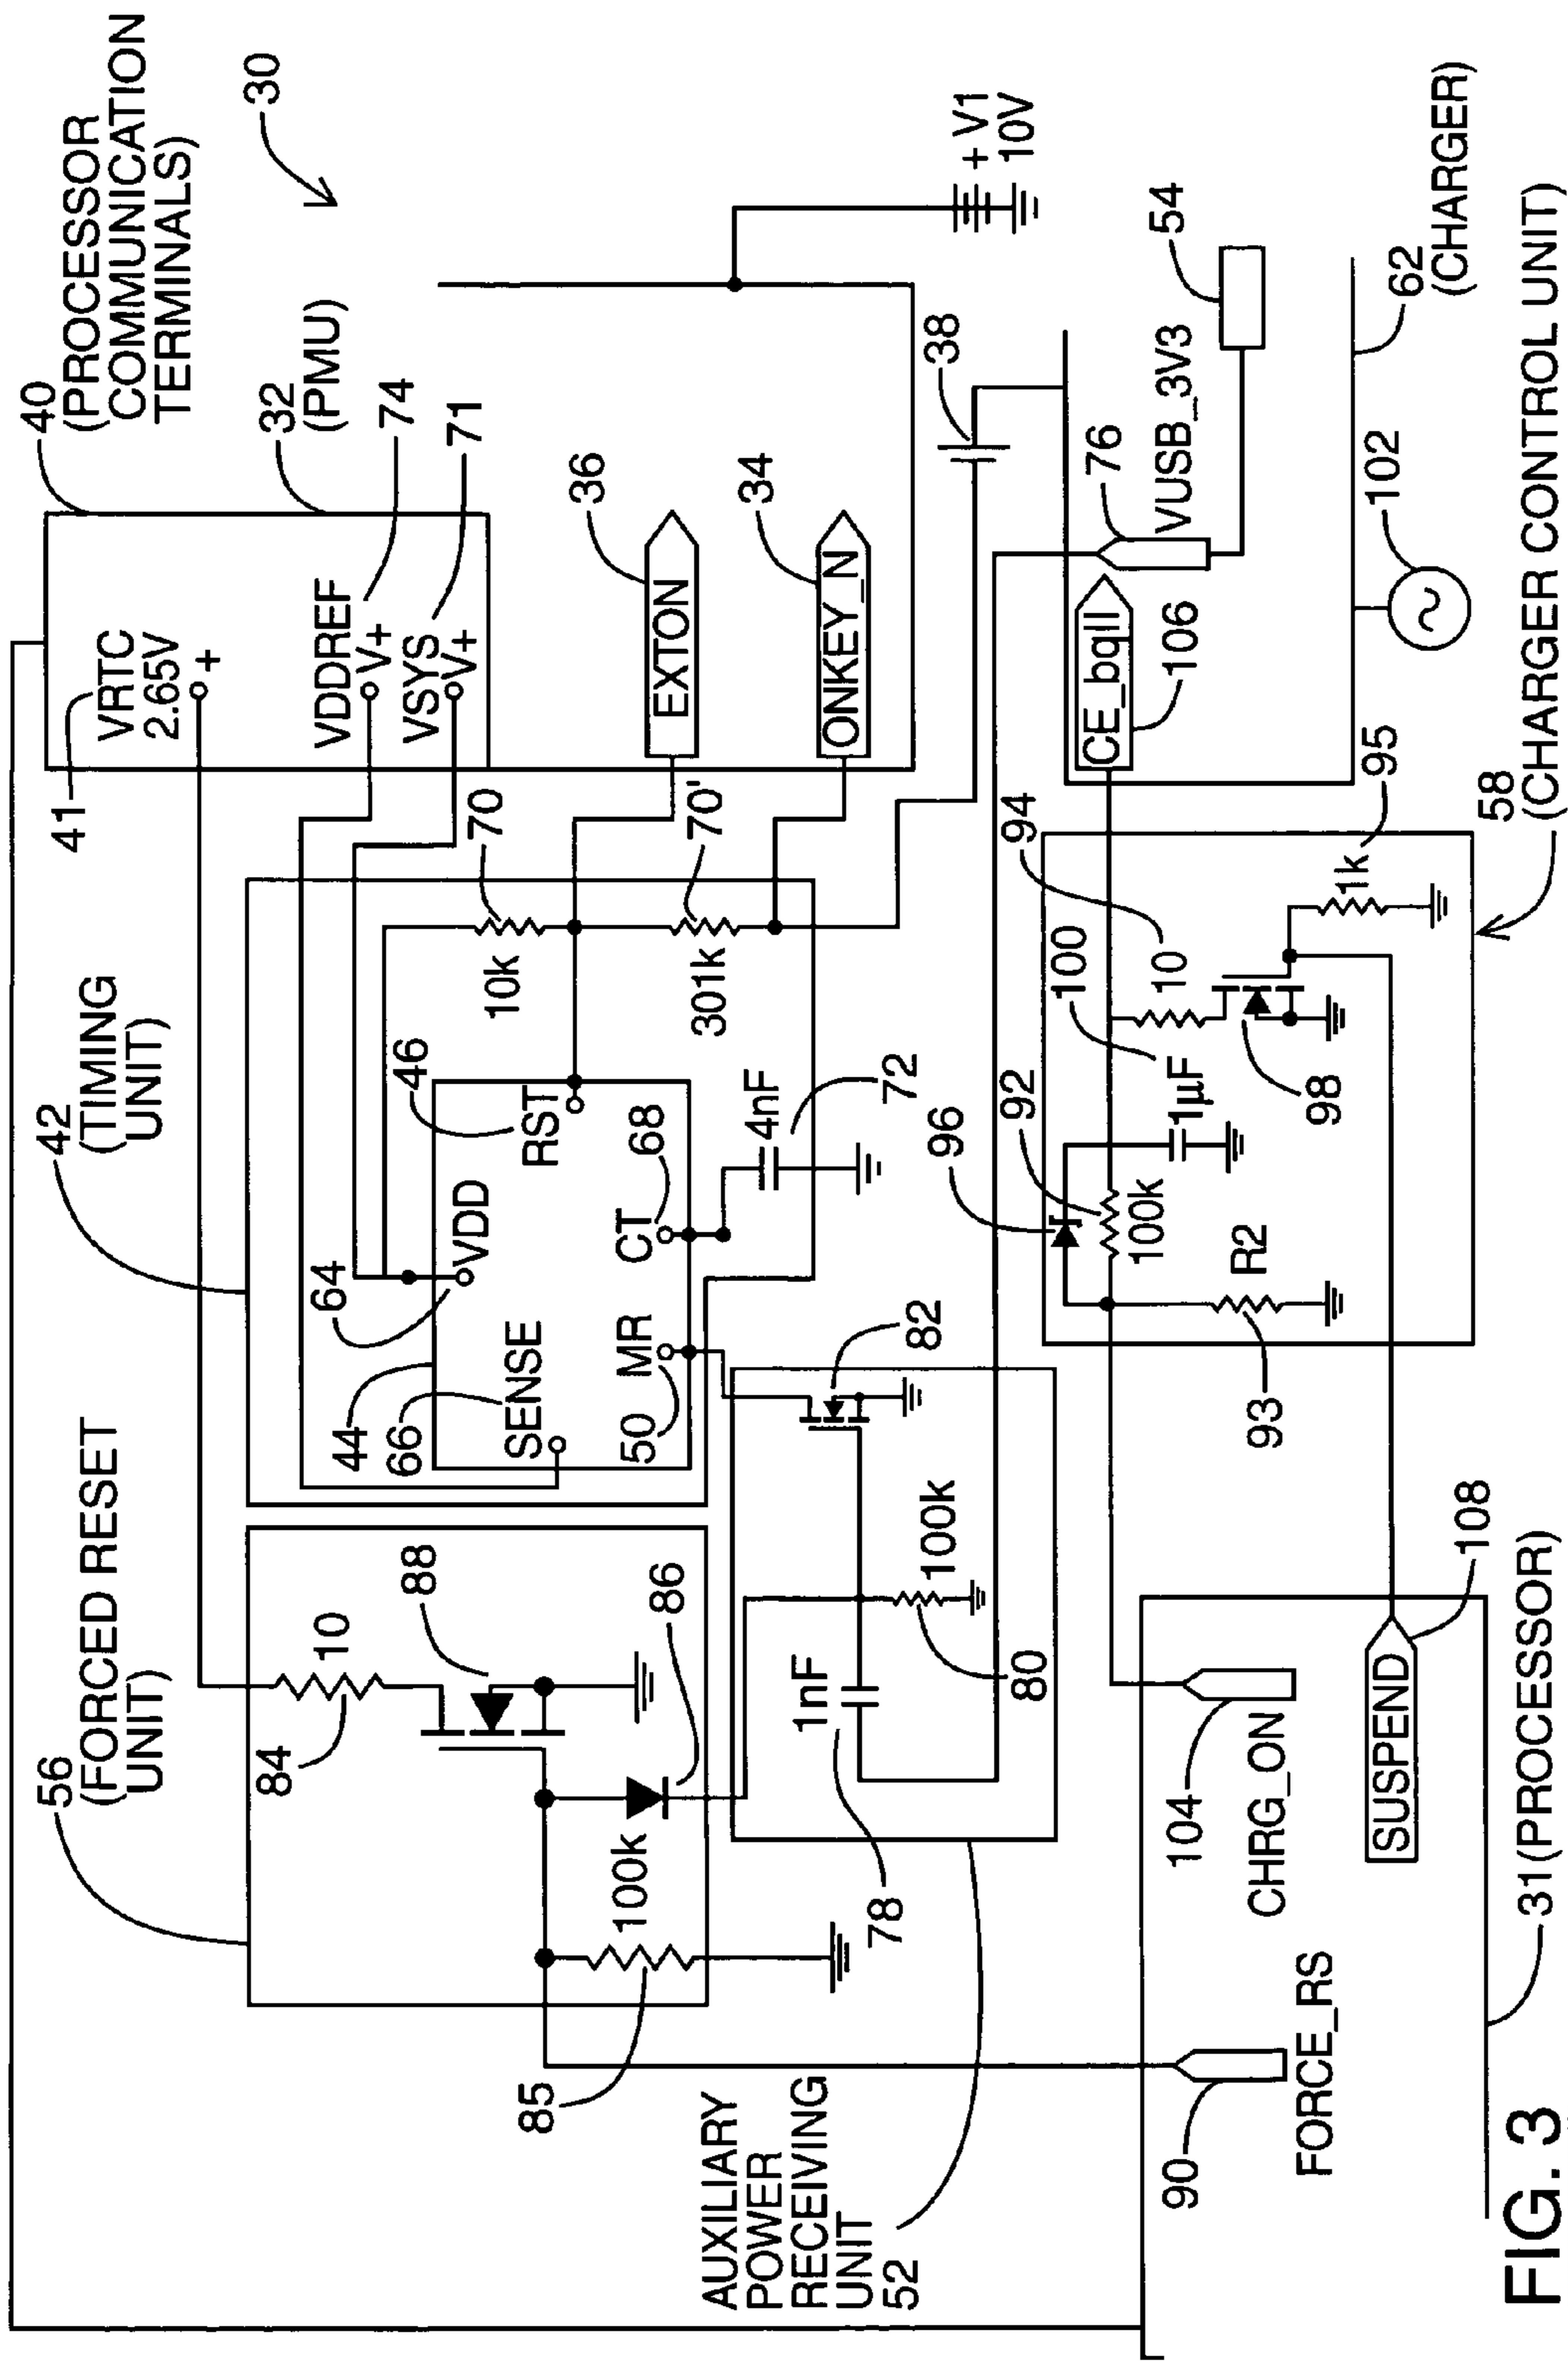 40
(PROCESSOR
COMMUNICATION
TERMINALS)
30
32
(PMU)
74
71
41
VRTC
2.65V
+
VDDREF
V+
VSYS
V+
36
EXTON
34
ONKEY_N
+ V1
10V
38
42
(TIMING
UNIT)
70
10k
70'
301k
46
RST
64
VDD
44
66
SENSE
50
MR
CT
68
4nF
72
56
(FORCED RESET
UNIT)
84
10
88
86
85
100k
AUXILIARY
POWER
RECEIVING
UNIT
52
78
1nF
80
100k
82
76
VUSB_3V3
54
CE_bqII
106
102
62
(CHARGER)
58
(CHARGER CONTROL UNIT)
96
92
100k
100
1µF
94
10
95
1k
98
R2
93
90
FORCE_RS
104
CHRG_ON
SUSPEND
108
31(PROCESSOR)
FIG. 3